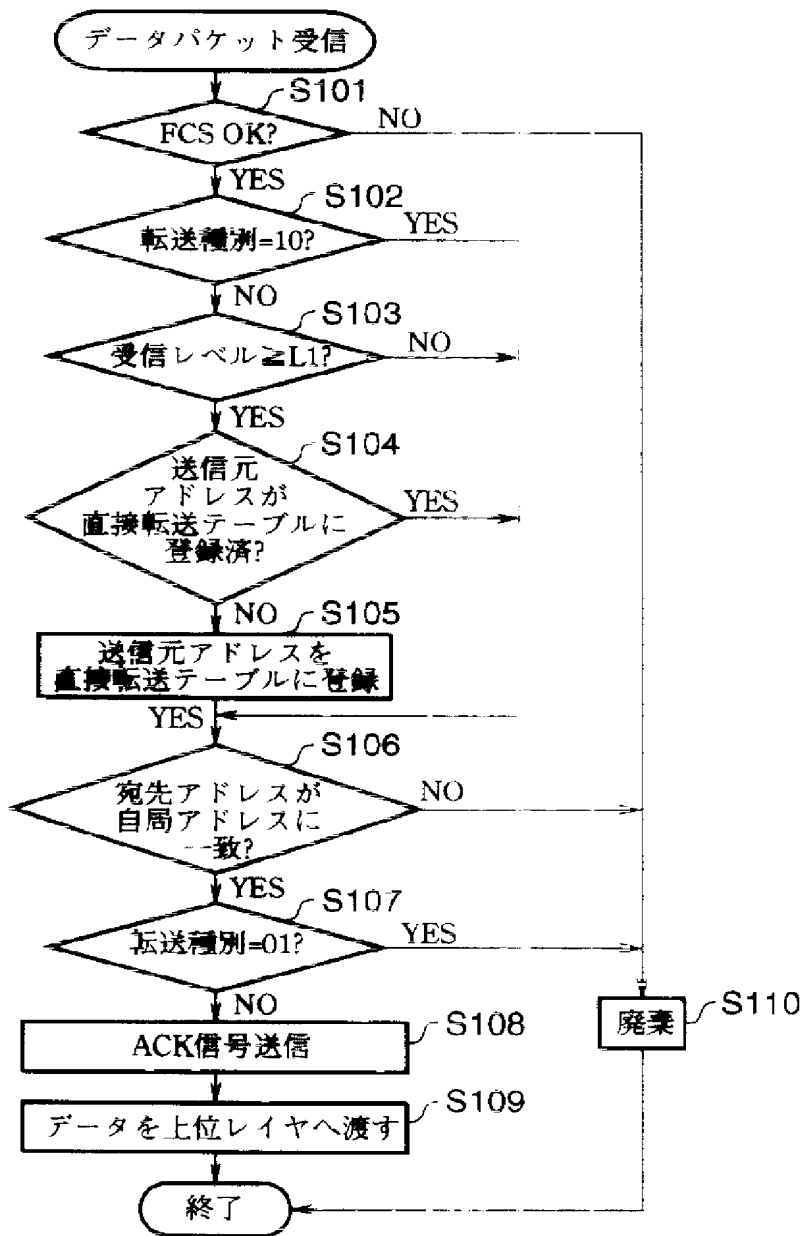 データパケット受信
S101
FCS OK?
NO
YES
S102
転送種別=10?
YES
NO
S103
受信レベル≧L1?
NO
YES
S104
送信元
アドレスが
直接転送テーブルに
登録済?
YES
NO
S105
送信元アドレスを
直接転送テーブルに登録
YES
S106
宛先アドレスが
自局アドレスに
一致?
NO
YES
S107
転送種別=01?
YES
NO
S108
ACK信号送信
S110
廃棄
S109
データを上位レイヤへ渡す
終了